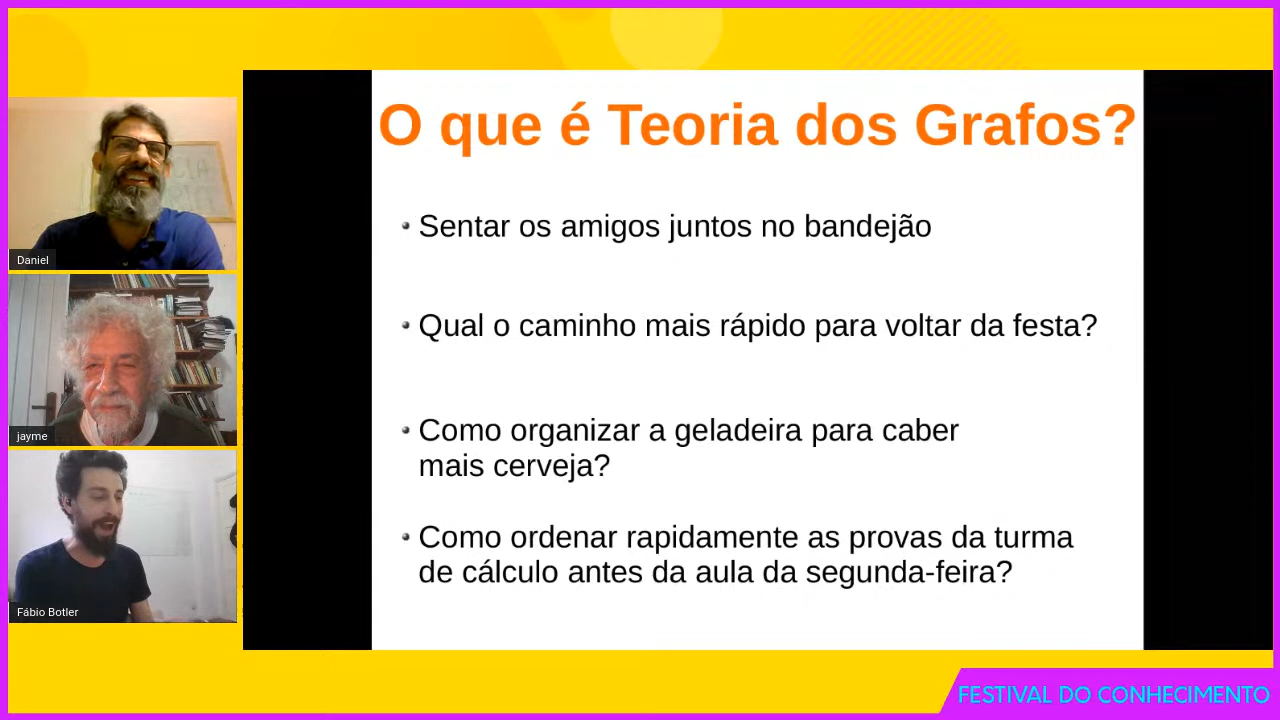 O que é Teoria dos Grafos?
Sentar os amigos juntos no bandejão
Qual o caminho mais rápido para voltar da festa?
Como organizar a geladeira para caber
mais cerveja?
Como ordenar rapidamente as provas da turma
de cálculo antes da aula da segunda-feira?
Daniel
jayme
Fábio Botler
FESTIVAL DO CONHECIMENTO